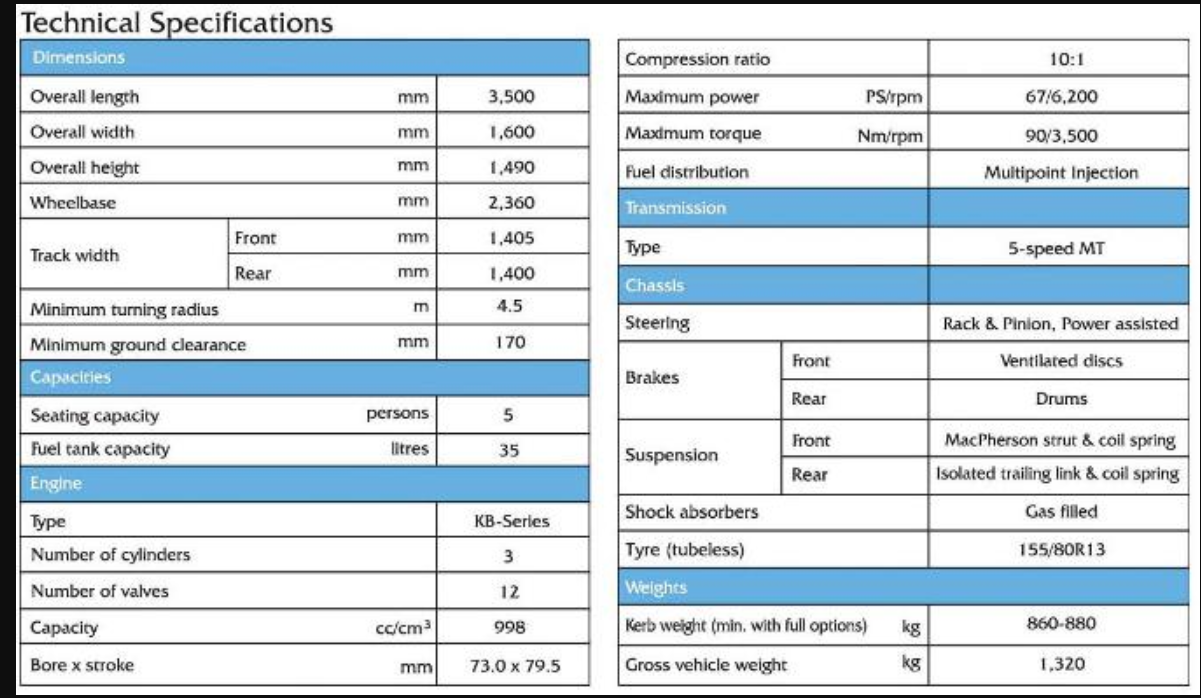 Technical Specifications
Dimensions
Overall length mm 3,500
Overall width mm 1,600
Overall height mm 1,490
Wheelbase mm 2,360
Track width Front mm 1,405
Rear mm 1,400
Minimum turning radius m 4.5
Minimum ground clearance mm 170
Capacities
Seating capacity persons 5
Fuel tank capacity litres 35
Engine
Type KB-Series
Number of cylinders 3
Number of valves 12
Capacity cc/cm³ 998
Bore x stroke mm 73.0 x 79.5
Compression ratio 10:1
Maximum power PS/rpm 67/6,200
Maximum torque Nm/rpm 90/3,500
Fuel distribution Multipoint Injection
Transmission
Type 5-speed MT
Chassis
Steering Rack & Pinion, Power assisted
Brakes Front Ventilated discs
Rear Drums
Suspension Front MacPherson strut & coil spring
Rear Isolated trailing link & coil spring
Shock absorbers Gas filled
Tyre (tubeless) 155/80R13
Weights
Kerb weight (min. with full options) kg 860-880
Gross vehicle weight kg 1,320